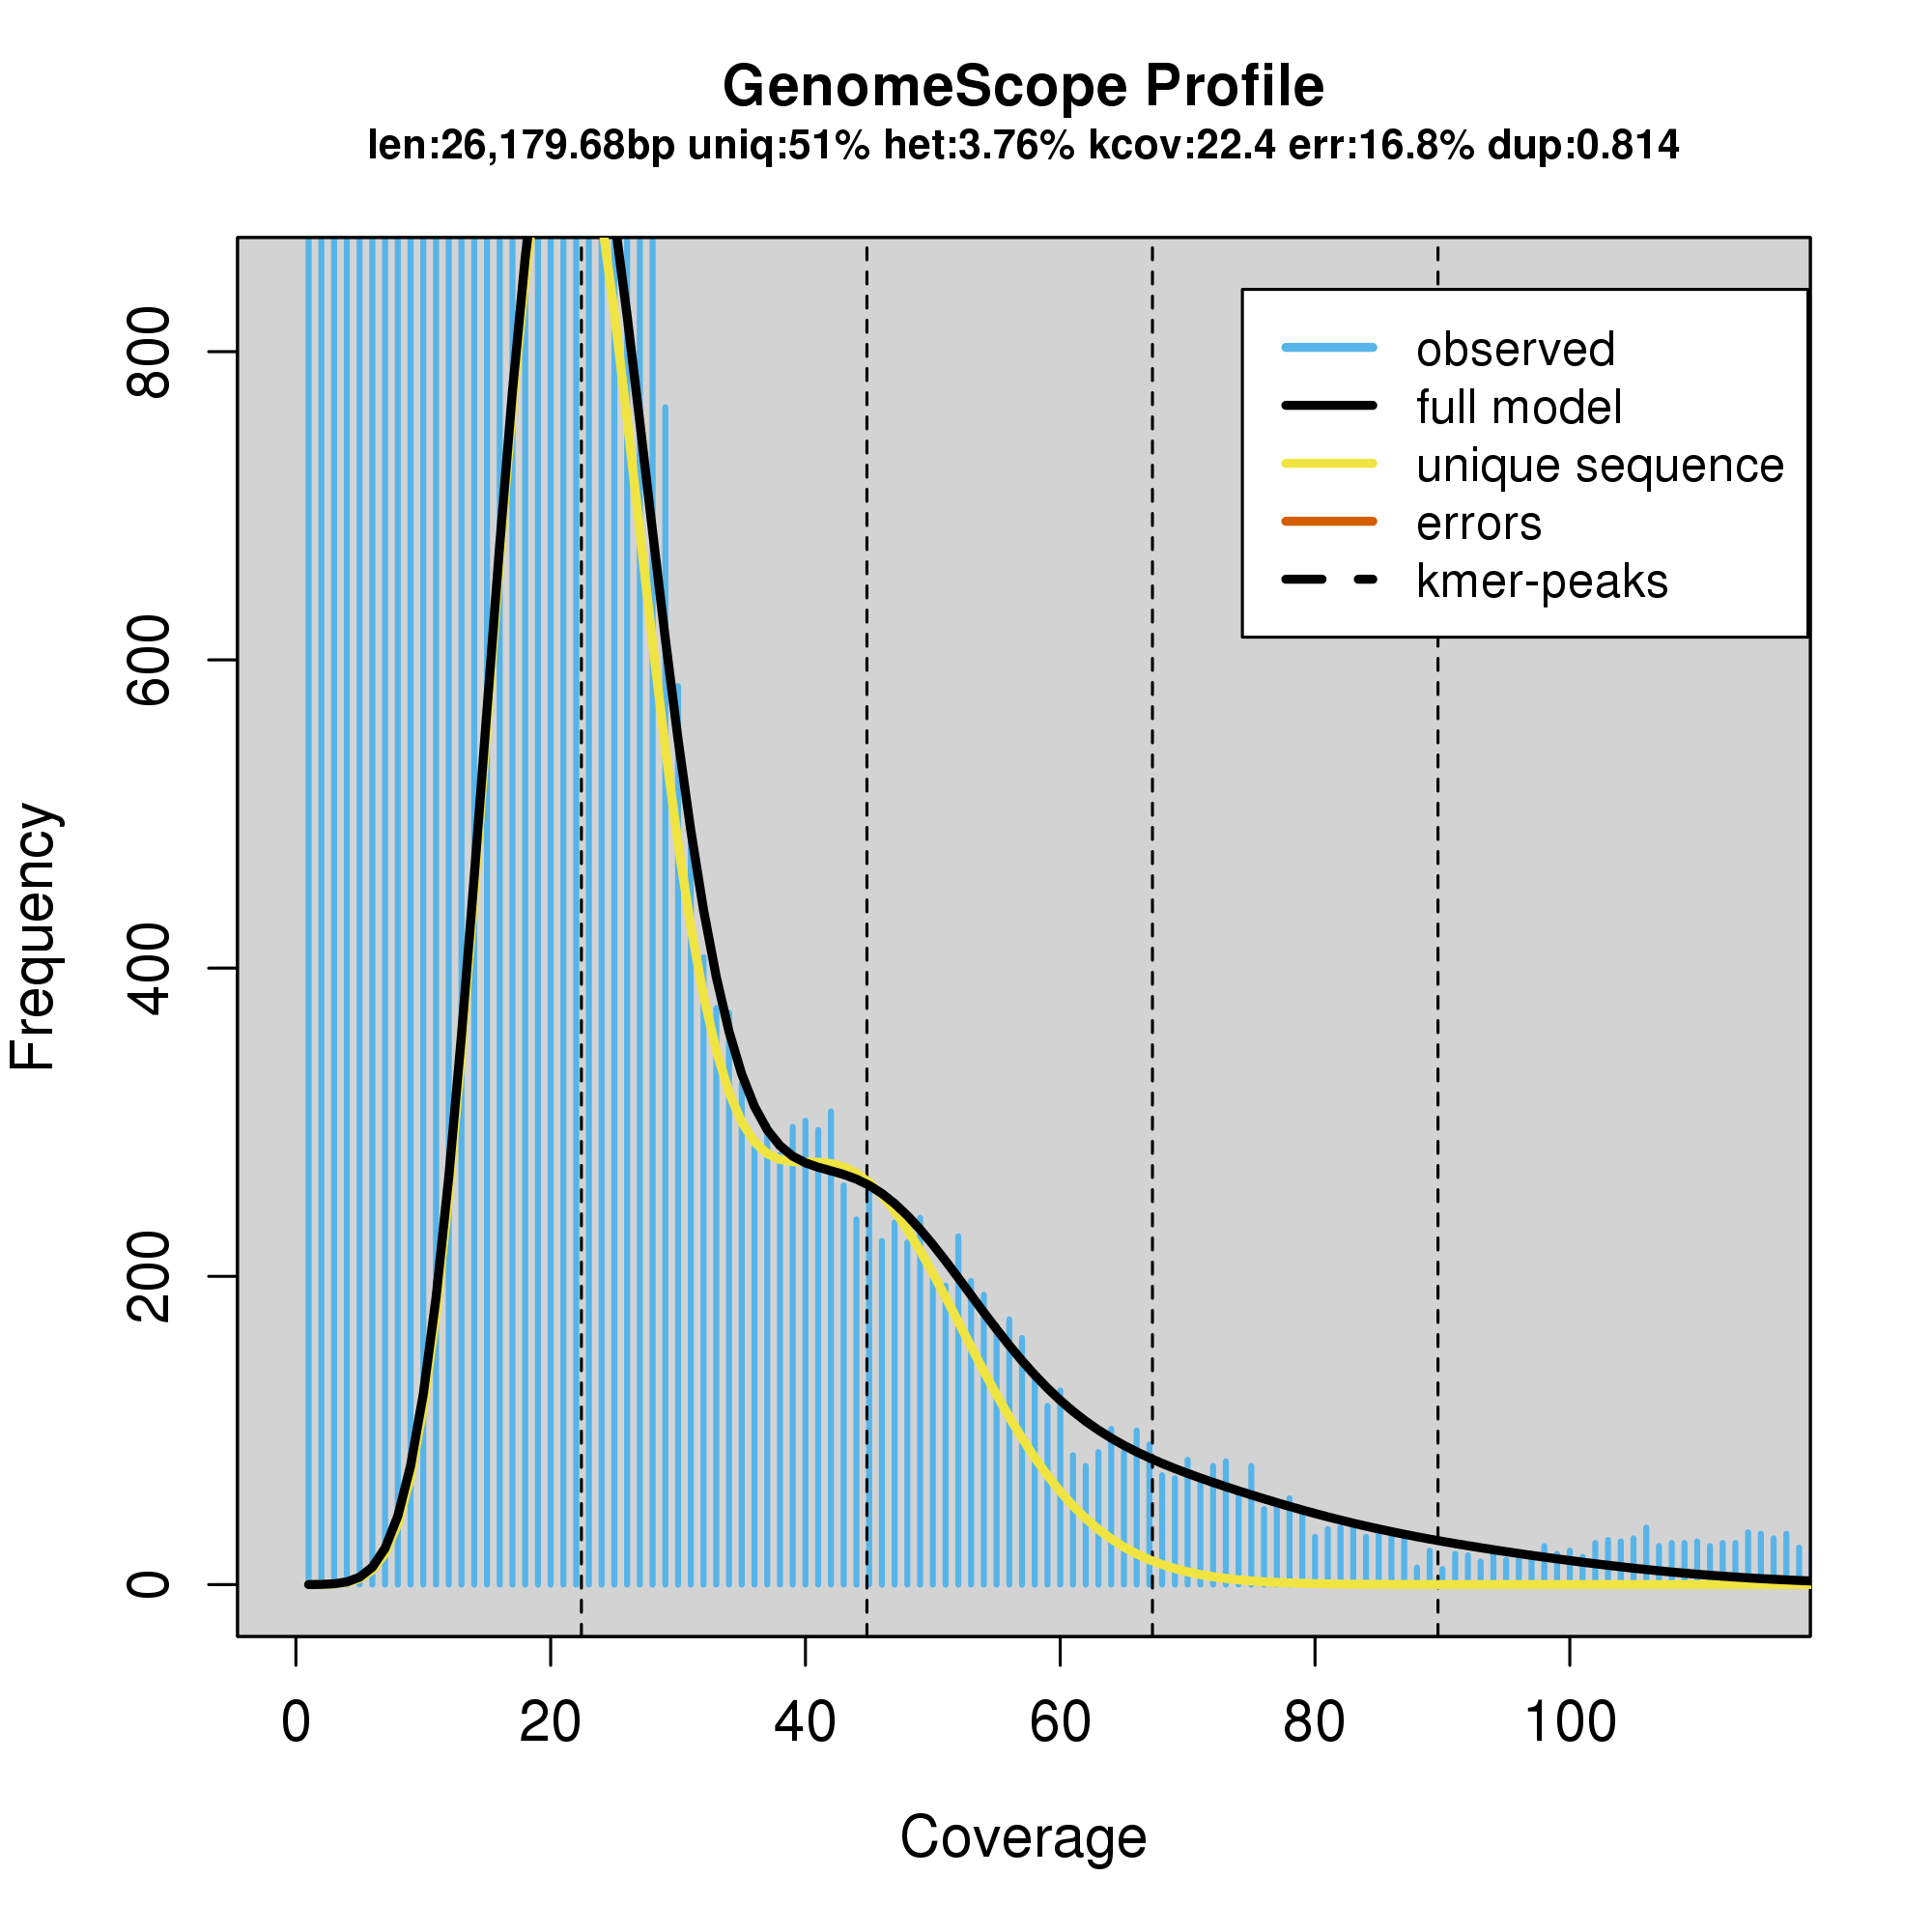 GenomeScope Profile
len:26,179.68bp uniq:51% het:3.76% kcov:22.4 err:16.8% dup:0.814
observed
full model
unique sequence
errors
kmer-peaks
Frequency
800
600
400
200
0
0 20 40 60 80 100
Coverage